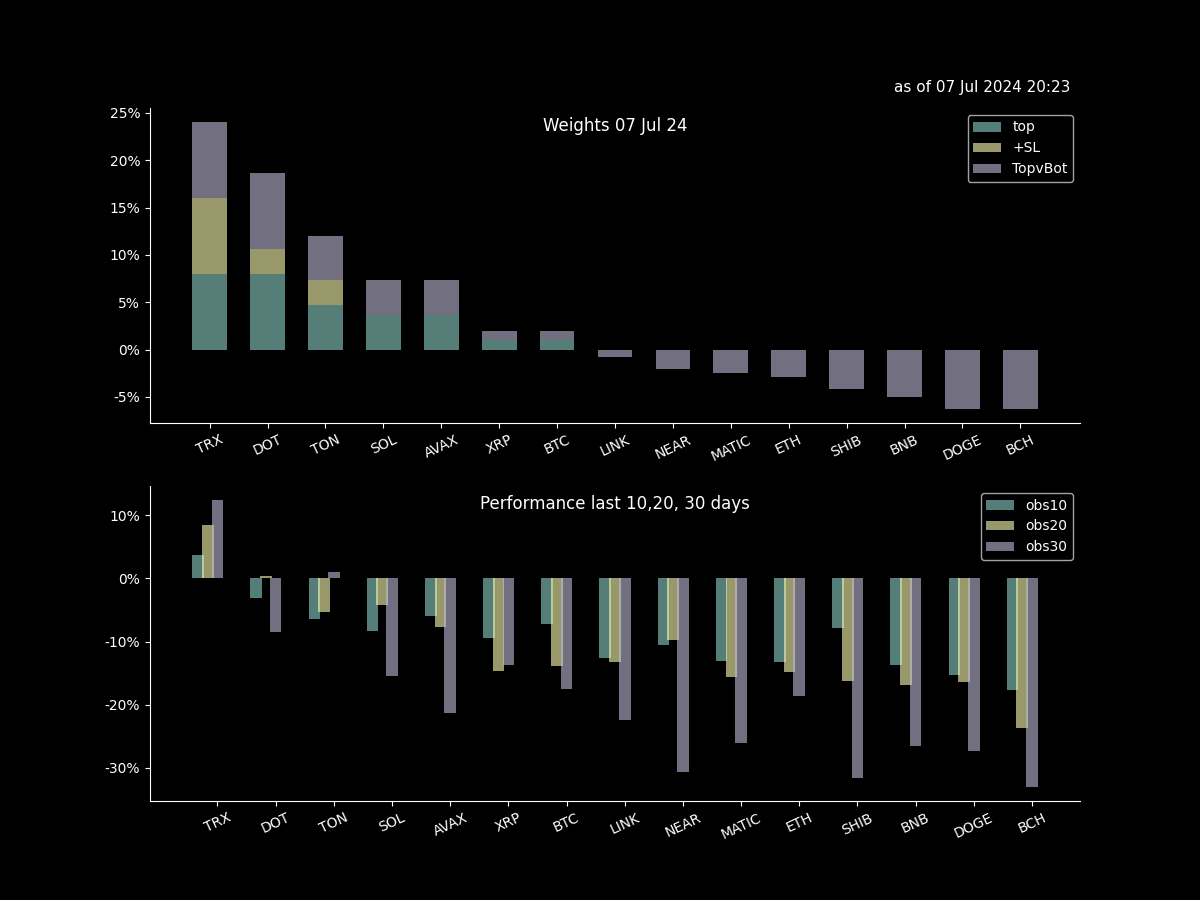 as of 07 Jul 2024 20:23
Weights 07 Jul 24
top
+SL
TopvBot
25%
20%
15%
10%
5%
0%
-5%
TRX DOT TON SOL AVAX XRP BTC LINK NEAR MATIC ETH SHIB BNB DOGE BCH
Performance last 10,20, 30 days
obs10
obs20
obs30
10%
0%
-10%
-20%
-30%
TRX DOT TON SOL AVAX XRP BTC LINK NEAR MATIC ETH SHIB BNB DOGE BCH